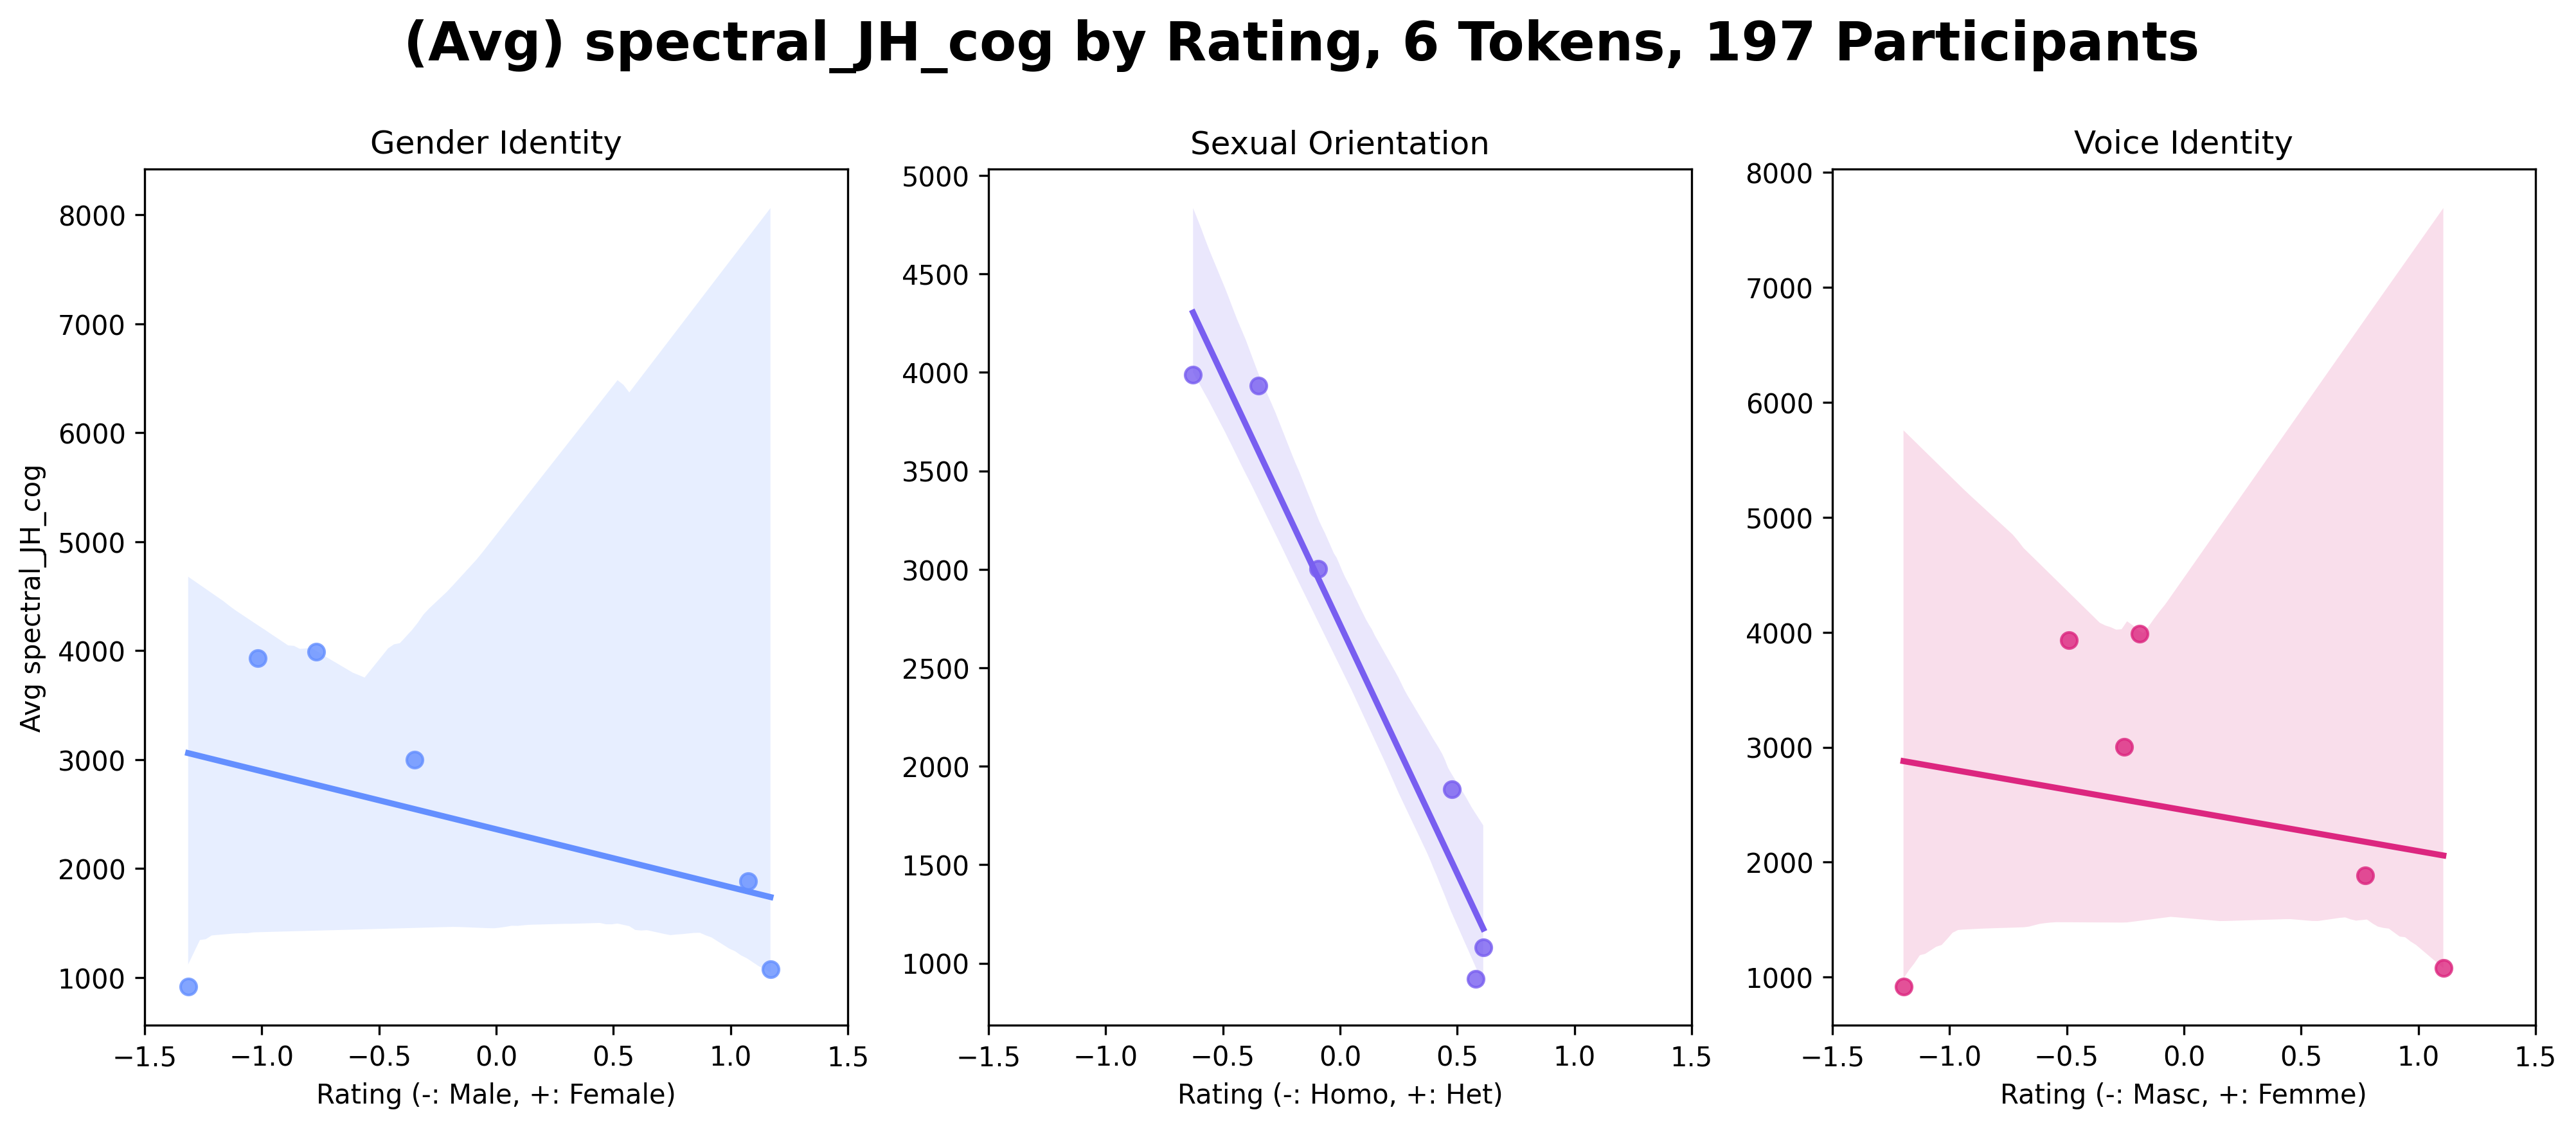 (Avg) spectral_JH_cog by Rating, 6 Tokens, 197 Participants
Gender Identity
Avg spectral_JH_cog
8000
7000
6000
5000
4000
3000
2000
1000
−1.5 −1.0 −0.5 0.0 0.5 1.0 1.5
Rating (-: Male, +: Female)
Sexual Orientation
5000
4500
4000
3500
3000
2500
2000
1500
1000
−1.5 −1.0 −0.5 0.0 0.5 1.0 1.5
Rating (-: Homo, +: Het)
Voice Identity
8000
7000
6000
5000
4000
3000
2000
1000
−1.5 −1.0 −0.5 0.0 0.5 1.0 1.5
Rating (-: Masc, +: Femme)